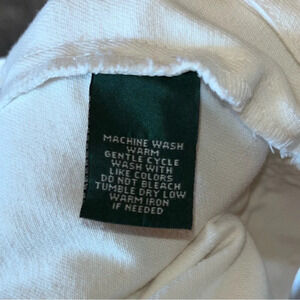 MACHINE WASH
WARM
GENTLE CYCLE
WASH WITH
LIKE COLORS
DO NOT BLEACH
TUMBLE DRY LOW
WARM IRON
IF NEEDED